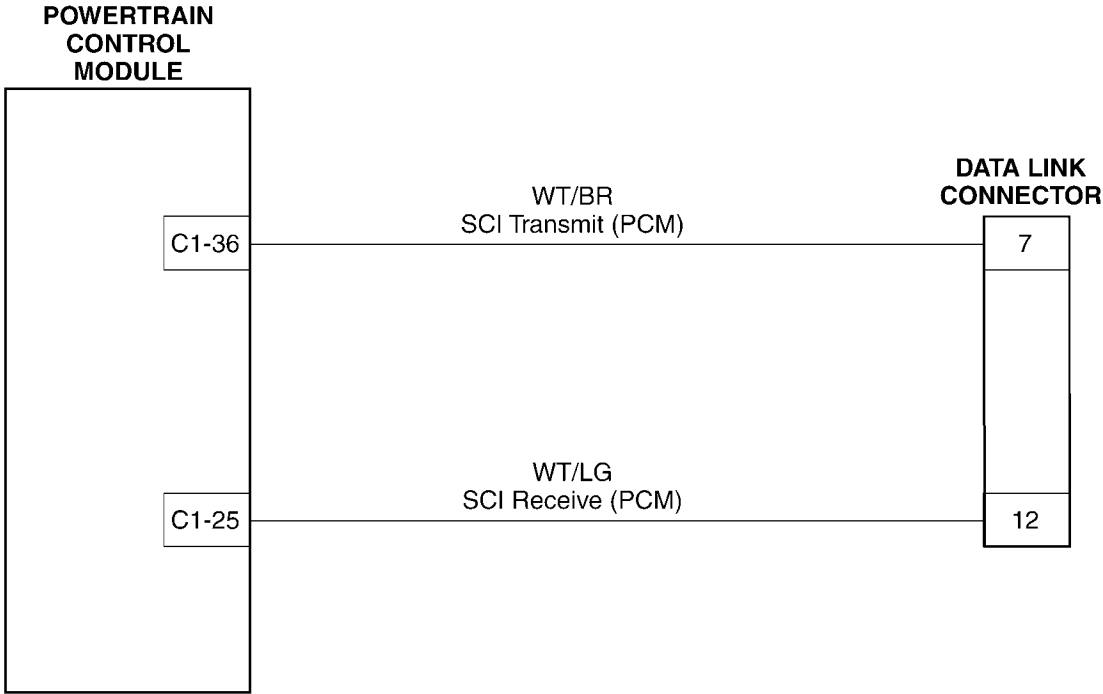 POWERTRAIN
CONTROL
MODULE
DATA LINK
CONNECTOR
WT/BR
SCI Transmit (PCM)
C1-36
7
WT/LG
SCI Receive (PCM)
C1-25
12